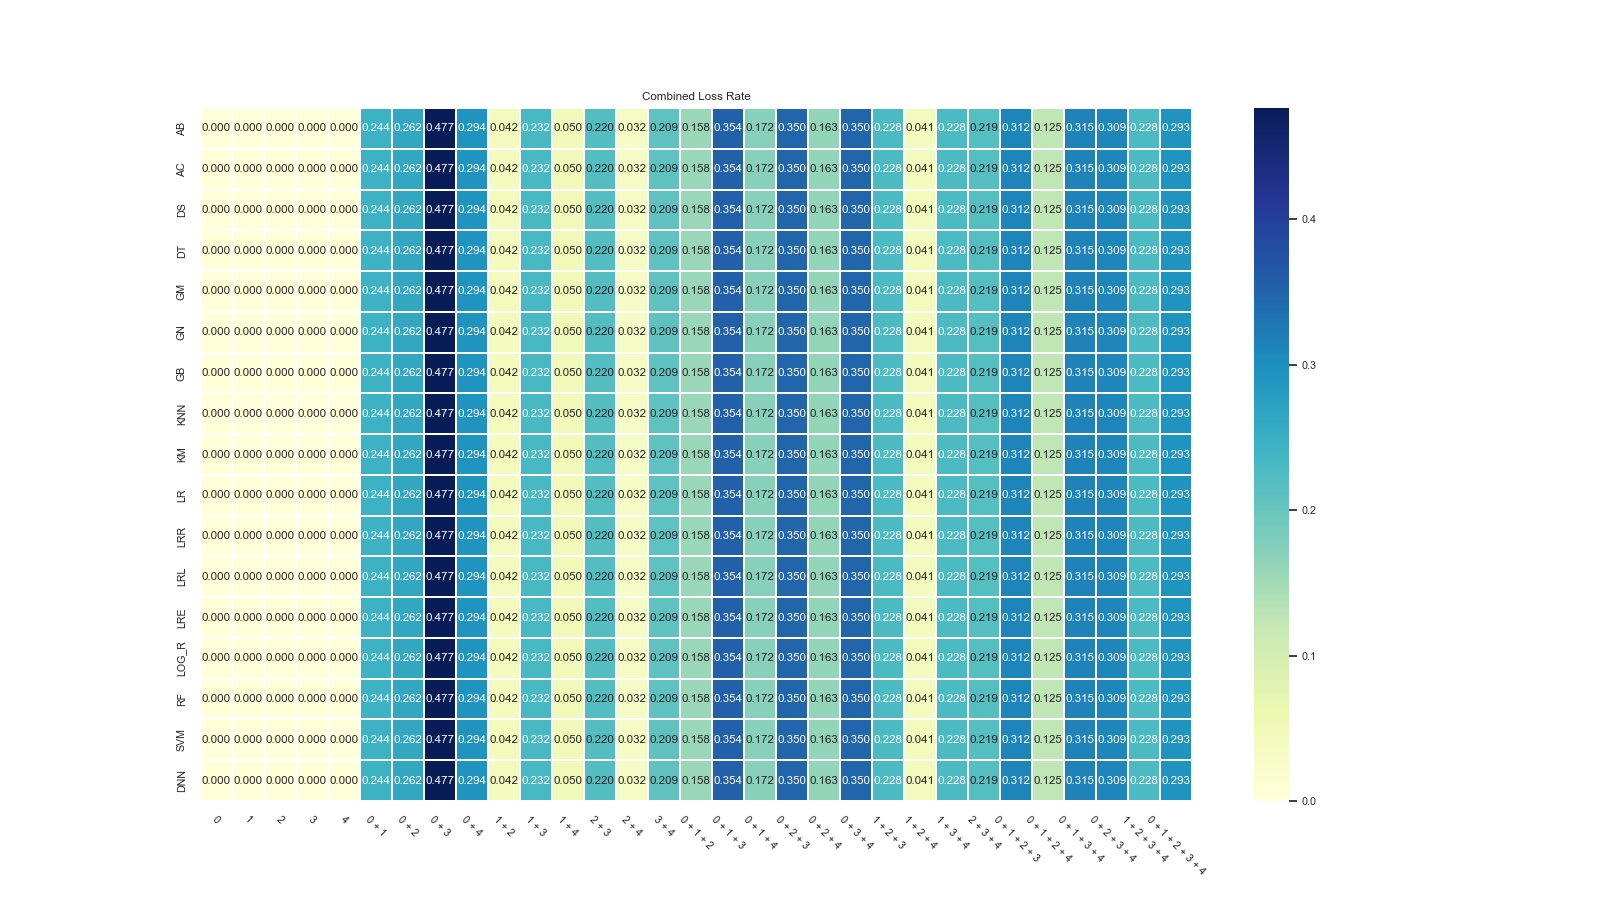 Combined Loss Rate
AB 0.000 0.000 0.000 0.000 0.000 0.244 0.262 0.477 0.294 0.042 0.232 0.050 0.220 0.032 0.209 0.158 0.354 0.172 0.350 0.163 0.350 0.228 0.041 0.228 0.219 0.312 0.125 0.315 0.309 0.228 0.293
AC 0.000 0.000 0.000 0.000 0.000 0.244 0.262 0.477 0.294 0.042 0.232 0.050 0.220 0.032 0.209 0.158 0.354 0.172 0.350 0.163 0.350 0.228 0.041 0.228 0.219 0.312 0.125 0.315 0.309 0.228 0.293
DS 0.000 0.000 0.000 0.000 0.000 0.244 0.262 0.477 0.294 0.042 0.232 0.050 0.220 0.032 0.209 0.158 0.354 0.172 0.350 0.163 0.350 0.228 0.041 0.228 0.219 0.312 0.125 0.315 0.309 0.228 0.293
DT 0.000 0.000 0.000 0.000 0.000 0.244 0.262 0.477 0.294 0.042 0.232 0.050 0.220 0.032 0.209 0.158 0.354 0.172 0.350 0.163 0.350 0.228 0.041 0.228 0.219 0.312 0.125 0.315 0.309 0.228 0.293
GM 0.000 0.000 0.000 0.000 0.000 0.244 0.262 0.477 0.294 0.042 0.232 0.050 0.220 0.032 0.209 0.158 0.354 0.172 0.350 0.163 0.350 0.228 0.041 0.228 0.219 0.312 0.125 0.315 0.309 0.228 0.293
GN 0.000 0.000 0.000 0.000 0.000 0.244 0.262 0.477 0.294 0.042 0.232 0.050 0.220 0.032 0.209 0.158 0.354 0.172 0.350 0.163 0.350 0.228 0.041 0.228 0.219 0.312 0.125 0.315 0.309 0.228 0.293
GB 0.000 0.000 0.000 0.000 0.000 0.244 0.262 0.477 0.294 0.042 0.232 0.050 0.220 0.032 0.209 0.158 0.354 0.172 0.350 0.163 0.350 0.228 0.041 0.228 0.219 0.312 0.125 0.315 0.309 0.228 0.293
KNN 0.000 0.000 0.000 0.000 0.000 0.244 0.262 0.477 0.294 0.042 0.232 0.050 0.220 0.032 0.209 0.158 0.354 0.172 0.350 0.163 0.350 0.228 0.041 0.228 0.219 0.312 0.125 0.315 0.309 0.228 0.293
KM 0.000 0.000 0.000 0.000 0.000 0.244 0.262 0.477 0.294 0.042 0.232 0.050 0.220 0.032 0.209 0.158 0.354 0.172 0.350 0.163 0.350 0.228 0.041 0.228 0.219 0.312 0.125 0.315 0.309 0.228 0.293
LR 0.000 0.000 0.000 0.000 0.000 0.244 0.262 0.477 0.294 0.042 0.232 0.050 0.220 0.032 0.209 0.158 0.354 0.172 0.350 0.163 0.350 0.228 0.041 0.228 0.219 0.312 0.125 0.315 0.309 0.228 0.293
LRR 0.000 0.000 0.000 0.000 0.000 0.244 0.262 0.477 0.294 0.042 0.232 0.050 0.220 0.032 0.209 0.158 0.354 0.172 0.350 0.163 0.350 0.228 0.041 0.228 0.219 0.312 0.125 0.315 0.309 0.228 0.293
LRL 0.000 0.000 0.000 0.000 0.000 0.244 0.262 0.477 0.294 0.042 0.232 0.050 0.220 0.032 0.209 0.158 0.354 0.172 0.350 0.163 0.350 0.228 0.041 0.228 0.219 0.312 0.125 0.315 0.309 0.228 0.293
LRE 0.000 0.000 0.000 0.000 0.000 0.244 0.262 0.477 0.294 0.042 0.232 0.050 0.220 0.032 0.209 0.158 0.354 0.172 0.350 0.163 0.350 0.228 0.041 0.228 0.219 0.312 0.125 0.315 0.309 0.228 0.293
LOG_R 0.000 0.000 0.000 0.000 0.000 0.244 0.262 0.477 0.294 0.042 0.232 0.050 0.220 0.032 0.209 0.158 0.354 0.172 0.350 0.163 0.350 0.228 0.041 0.228 0.219 0.312 0.125 0.315 0.309 0.228 0.293
RF 0.000 0.000 0.000 0.000 0.000 0.244 0.262 0.477 0.294 0.042 0.232 0.050 0.220 0.032 0.209 0.158 0.354 0.172 0.350 0.163 0.350 0.228 0.041 0.228 0.219 0.312 0.125 0.315 0.309 0.228 0.293
SVM 0.000 0.000 0.000 0.000 0.000 0.244 0.262 0.477 0.294 0.042 0.232 0.050 0.220 0.032 0.209 0.158 0.354 0.172 0.350 0.163 0.350 0.228 0.041 0.228 0.219 0.312 0.125 0.315 0.309 0.228 0.293
DNN 0.000 0.000 0.000 0.000 0.000 0.244 0.262 0.477 0.294 0.042 0.232 0.050 0.220 0.032 0.209 0.158 0.354 0.172 0.350 0.163 0.350 0.228 0.041 0.228 0.219 0.312 0.125 0.315 0.309 0.228 0.293
0
1
2
3
4
0 + 1
0 + 2
0 + 3
0 + 4
1 + 2
1 + 3
1 + 4
2 + 3
2 + 4
3 + 4
0 + 1 + 2
0 + 1 + 3
0 + 1 + 4
0 + 2 + 3
0 + 2 + 4
0 + 3 + 4
1 + 2 + 3
1 + 2 + 4
1 + 3 + 4
2 + 3 + 4
0 + 1 + 2 + 3
0 + 1 + 2 + 4
0 + 1 + 3 + 4
0 + 2 + 3 + 4
1 + 2 + 3 + 4
0 + 1 + 2 + 3 + 4
0.4
0.3
0.2
0.1
0.0